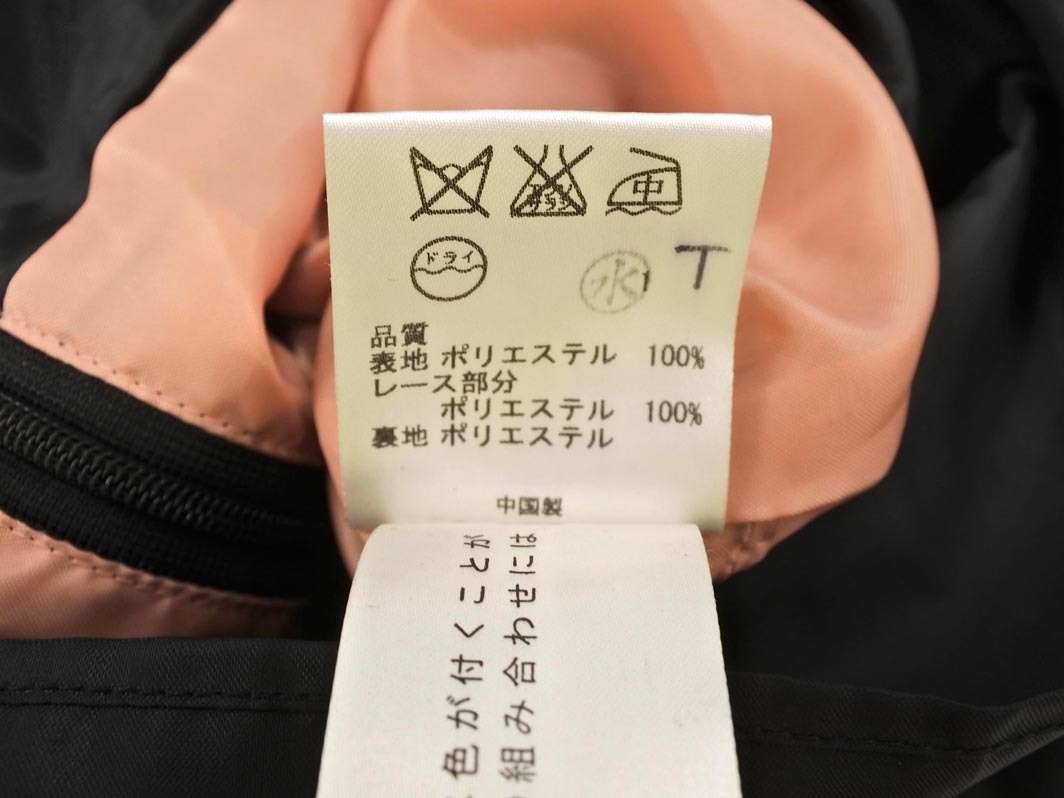 中
ドライ
水 T
品質
表地 ポリエステル 100%
レース部分
ポリエステル 100%
裏地 ポリエステル
中国製
色が付くことが
組み合わせには